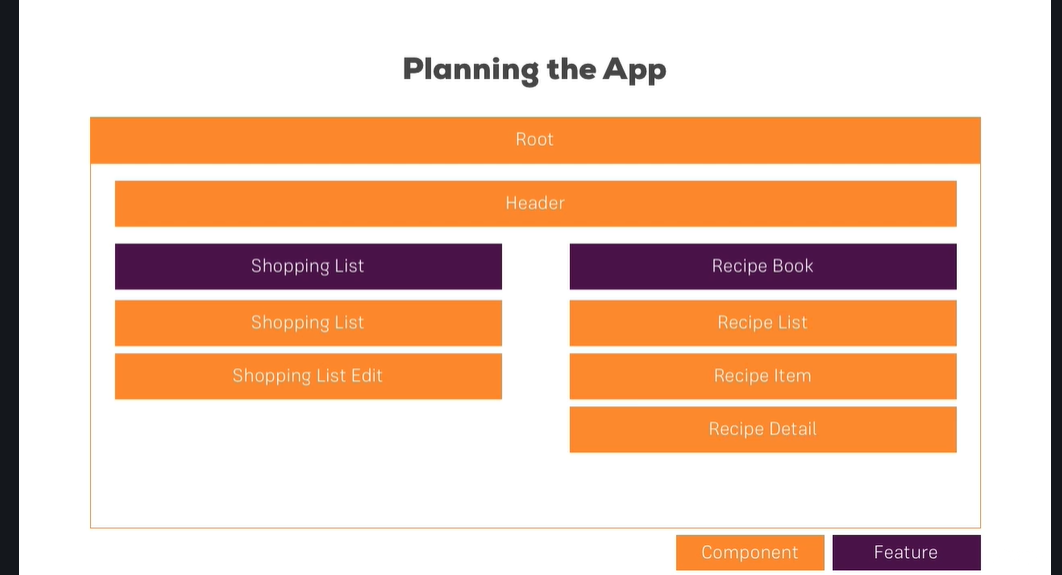 Planning the App
Root
Header
Shopping List
Recipe Book
Shopping List
Recipe List
Shopping List Edit
Recipe Item
Recipe Detail
Component
Feature